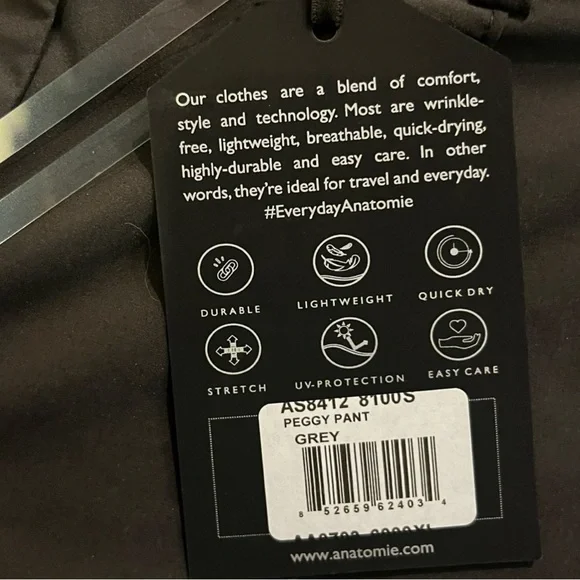 Our clothes are a blend of comfort,
style and technology. Most are wrinkle-
free, lightweight, breathable, quick-drying,
highly-durable and easy care. In other
words, they're ideal for travel and everyday.
#EverydayAnatomie
DURABLE LIGHTWEIGHT QUICK DRY
STRETCH UV-PROTECTION EASY CARE
AS8412 8100S
PEGGY PANT
GREY
8 52659 62403 4
www.anatomie.com